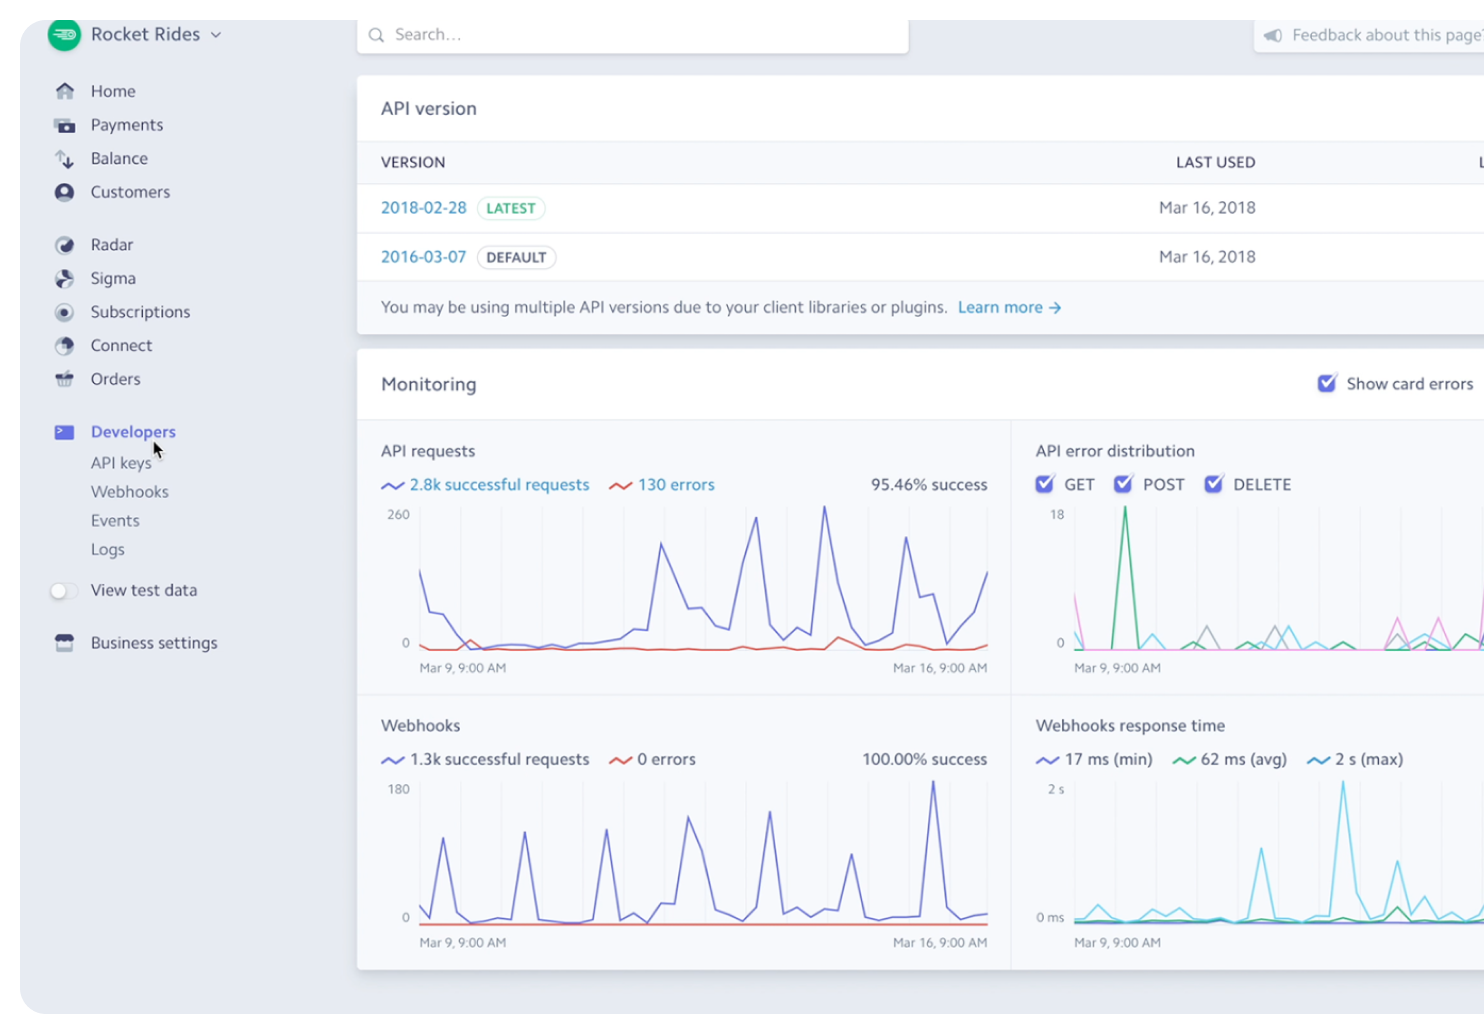 Rocket Rides
Search...
Feedback about this page?
Home
Payments
Balance
Customers
Radar
Sigma
Subscriptions
Connect
Orders
Developers
API keys
Webhooks
Events
Logs
View test data
Business settings
API version
VERSION LAST USED L
2018-02-28 LATEST Mar 16, 2018
2016-03-07 DEFAULT Mar 16, 2018
You may be using multiple API versions due to your client libraries or plugins. Learn more →
Monitoring Show card errors
API requests
2.8k successful requests 130 errors 95.46% success
260
0
Mar 9, 9:00 AM Mar 16, 9:00 AM
API error distribution
GET POST DELETE
18
0
Mar 9, 9:00 AM
Webhooks
1.3k successful requests 0 errors 100.00% success
180
0
Mar 9, 9:00 AM Mar 16, 9:00 AM
Webhooks response time
17 ms (min) 62 ms (avg) 2 s (max)
2 s
0 ms
Mar 9, 9:00 AM